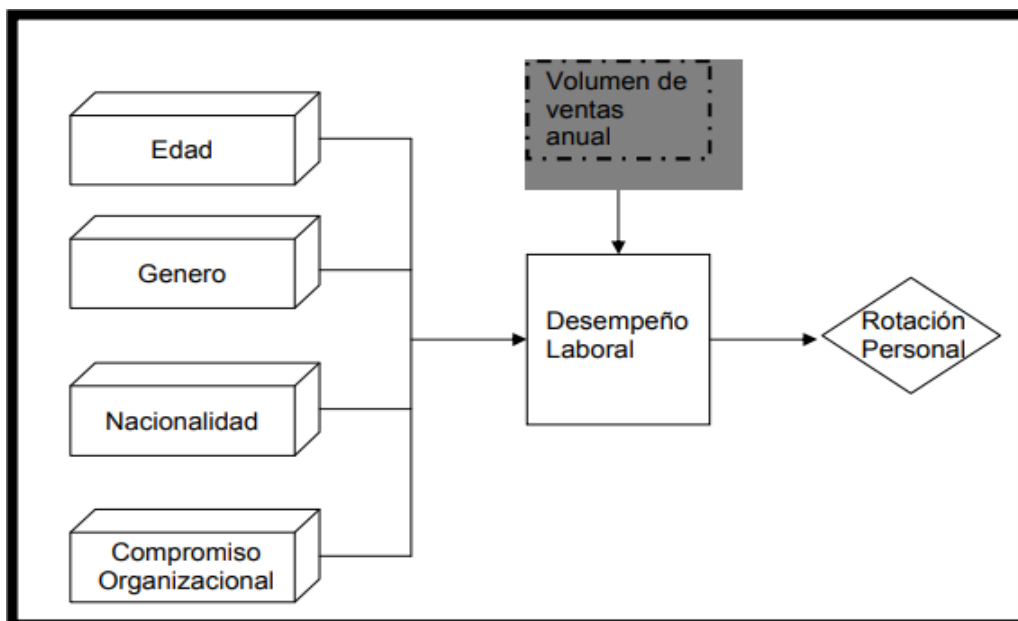 Edad
Genero
Nacionalidad
Compromiso
Organizacional
Volumen de
ventas
anual
Desempeño
Laboral
Rotación
Personal